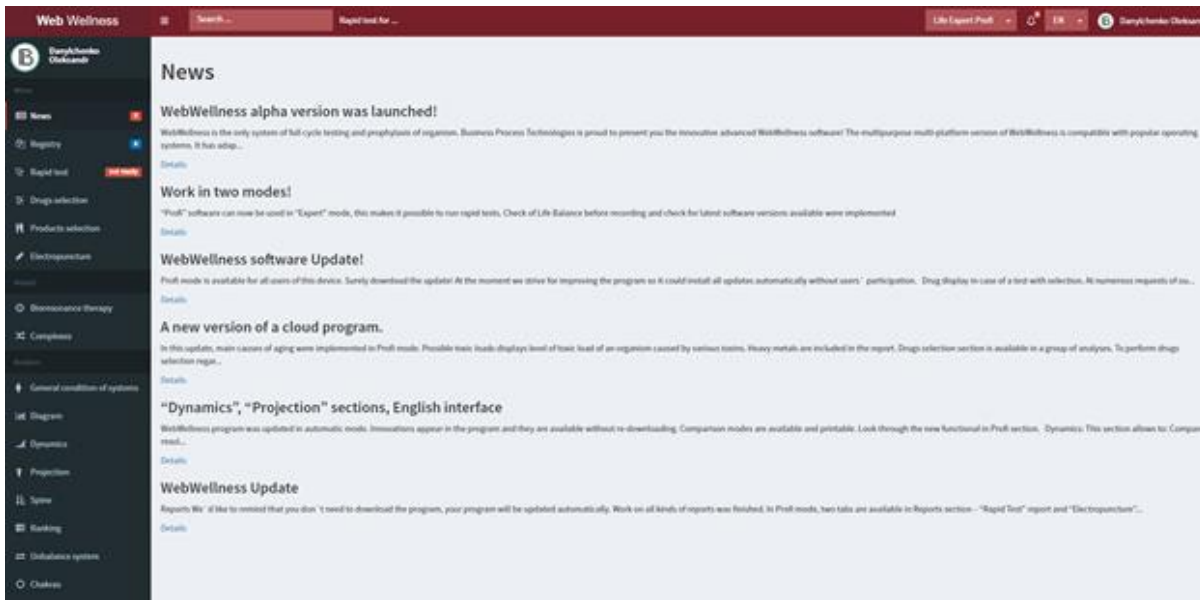 Web Wellness
Search ...
Rapid test for ...
Life Expert Profi
EN
Danylchenko Oleksandr
Danylchenko
Oleksandr
News
Registry
Rapid test
not ready
Drugs selection
Products selection
Electropuncture
Bioresonance therapy
Complexes
General condition of systems
Diagram
Dynamics
Projection
Spine
Ranking
Unbalance system
Chakras
News
WebWellness alpha version was launched!
WebWellness is the only system of full cycle testing and prophylaxis of organism. Business Process Technologies is proud to present you the innovative advanced WebWellness software! The multipurpose multi-platform version of WebWellness is compatible with popular operating
systems. It has adap...
Details
Work in two modes!
"Profi" software can now be used in "Expert" mode, this makes it possible to run rapid tests. Check of Life Balance before recording and check for latest software versions available were implemented
Details
WebWellness software Update!
Profi mode is available for all users of this device. Surely download the update! At the moment we strive for improving the program so it could install all updates automatically without users` participation. Drug display in case of a test with selection. At numerous requests of ou...
Details
A new version of a cloud program.
In this update, main causes of aging were implemented in Profi mode. Possible toxic loads displays level of toxic load of an organism caused by various toxins. Heavy metals are included in the report. Drugs selection section is available in a group of analyses. To perform drugs
selection regar...
Details
“Dynamics”, “Projection” sections, English interface
WebWellness program was updated in automatic mode. Innovations appear in the program and they are available without re-downloading. Comparison modes are available and printable. Look through the new functional in Profi section. Dynamics: This section allows to: Compare
resul...
Details
WebWellness Update
Reports We`d like to remind that you don`t need to download the program, your program will be updated automatically. Work on all kinds of reports was finished. In Profi mode, two tabs are available in Reports section - "Rapid Test" report and "Electropuncture"...
Details